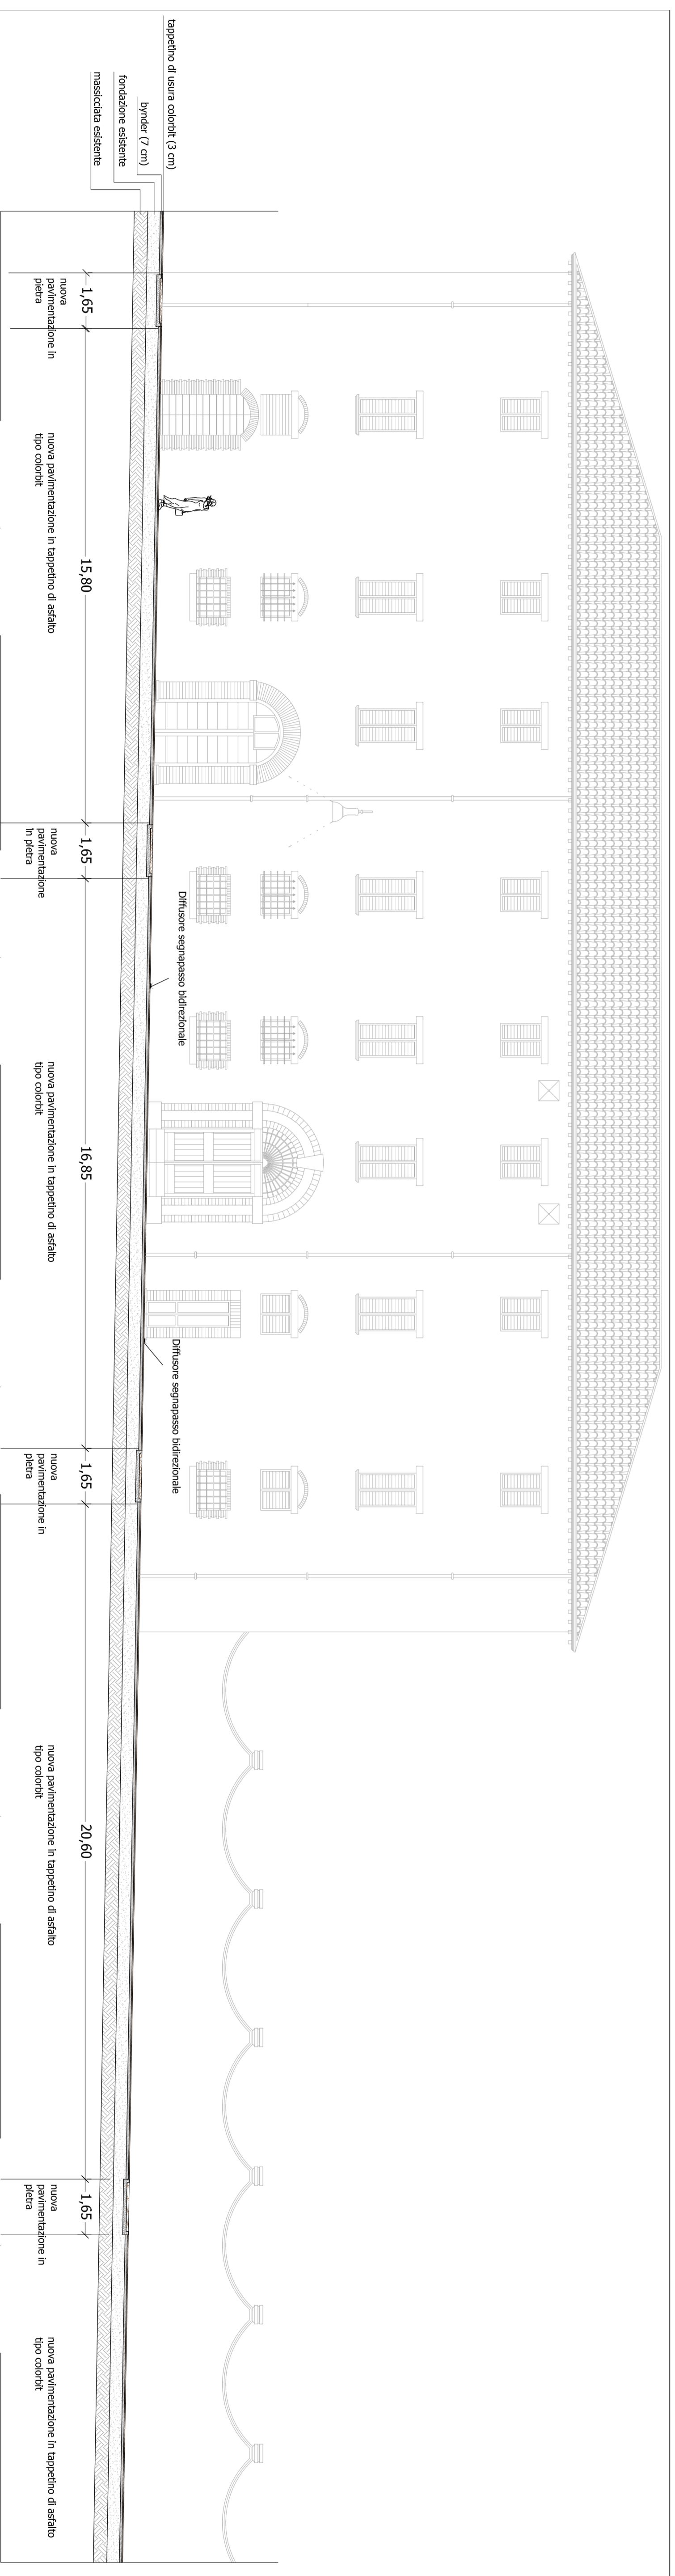 tappetino di usura colorbit (3 cm)
bynder (7 cm)
fondazione esistente
massicciata esistente
Diffusore segnapasso bidirezionale
Diffusore segnapasso bidirezionale
1,65
15,80
1,65
16,85
1,65
20,60
1,65
nuova
pavimentazione in
pietra
nuova pavimentazione in tappetino di asfalto
tipo colorbit
nuova
pavimentazione
in pietra
nuova pavimentazione in tappetino di asfalto
tipo colorbit
nuova
pavimentazione in
pietra
nuova pavimentazione in tappetino di asfalto
tipo colorbit
nuova
pavimentazione in
pietra
nuova pavimentazione in tappetino di asfalto
tipo colorbit